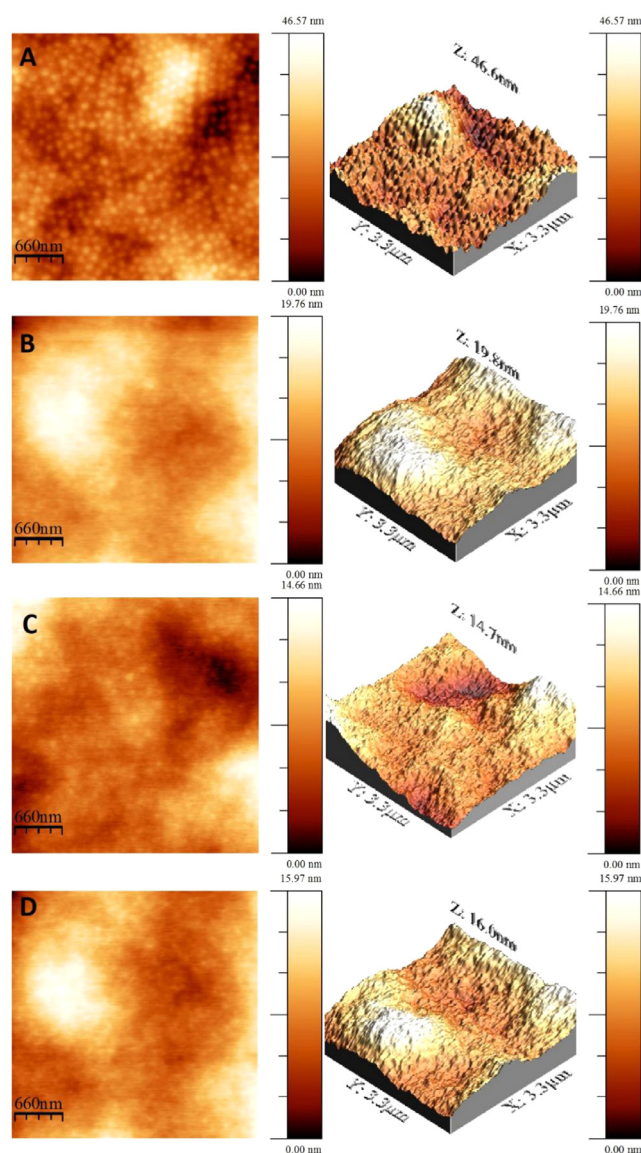 46.57 nm
46.57 nm
A
Z: 46.6nm
660nm
Y: 3.3µm
X: 3.3µm
0.00 nm
0.00 nm
19.76 nm
19.76 nm
B
Z: 19.8nm
660nm
Y: 3.3µm
X: 3.3µm
0.00 nm
0.00 nm
14.66 nm
14.66 nm
C
Z: 14.7nm
660nm
Y: 3.3µm
X: 3.3µm
0.00 nm
0.00 nm
15.97 nm
15.97 nm
D
Z: 16.0nm
660nm
Y: 3.3µm
X: 3.3µm
0.00 nm
0.00 nm